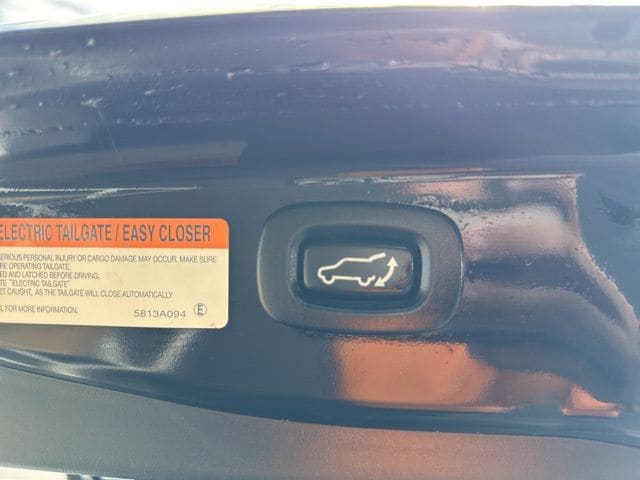 ELECTRIC TAILGATE / EASY CLOSER
SERIOUS PERSONAL INJURY OR CARGO DAMAGE MAY OCCUR. MAKE SURE
OPERATING TAILGATE.
AND LATCHED BEFORE DRIVING.
"ELECTRIC TAILGATE"
CAUGHT, AS THE TAILGATE WILL CLOSE AUTOMATICALLY
FOR MORE INFORMATION.
5813A094 E